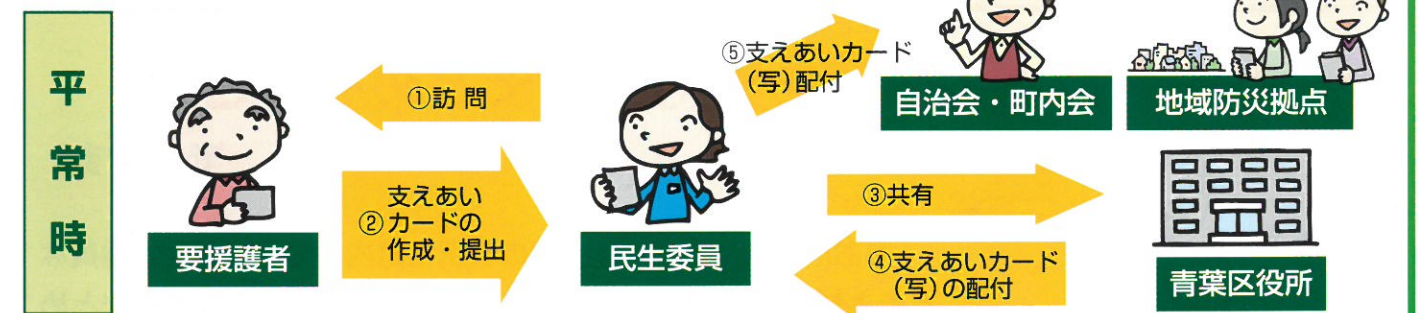 平常時
①訪問
支えあい
②カードの
作成・提出
要援護者
民生委員
⑤支えあいカード
(写)配付
自治会・町内会
地域防災拠点
③共有
④支えあいカード
(写)の配付
青葉区役所